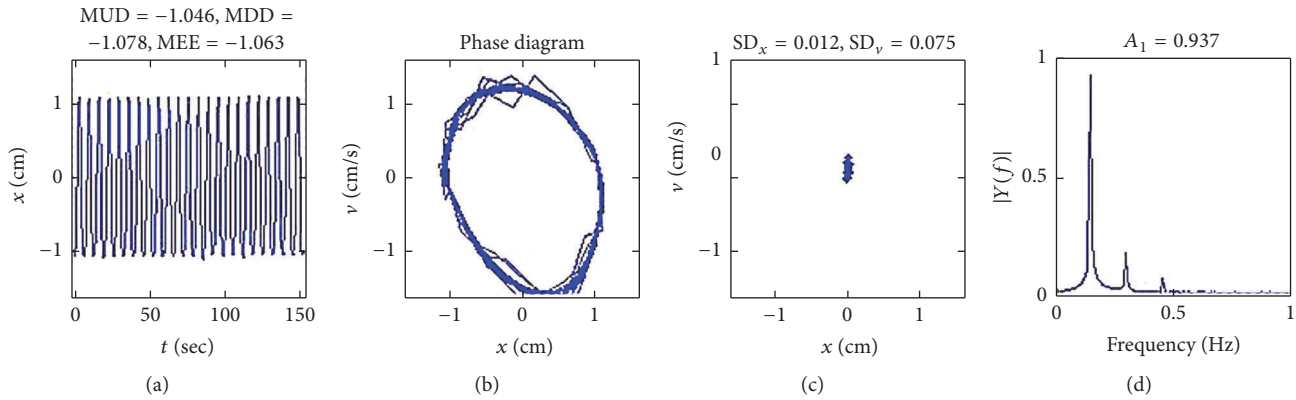 MUD = −1.046, MDD =
−1.078, MEE = −1.063
x (cm)
1
0
−1
0
50
100
150
t (sec)
(a)
Phase diagram
v (cm/s)
1
0
−1
−1
0
1
x (cm)
(b)
SDx = 0.012, SDv = 0.075
v (cm/s)
1
0
−1
−1
0
1
x (cm)
(c)
A1 = 0.937
|Y(f)|
1
0.5
0
0
0.5
1
Frequency (Hz)
(d)